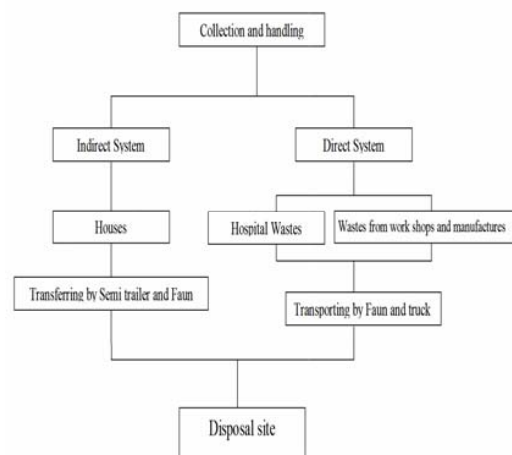 Collection and handling
Indirect System
Direct System
Houses
Hospital Wastes
Wastes from work shops and manufactures
Transferring by Semi trailer and Faun
Transporting by Faun and truck
Disposal site